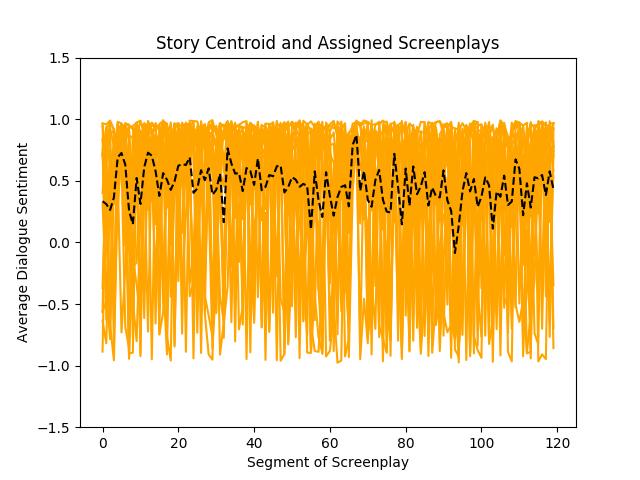 Story Centroid and Assigned Screenplays
1.5
1.0
0.5
0.0
−0.5
−1.0
−1.5
Average Dialogue Sentiment
0 20 40 60 80 100 120
Segment of Screenplay